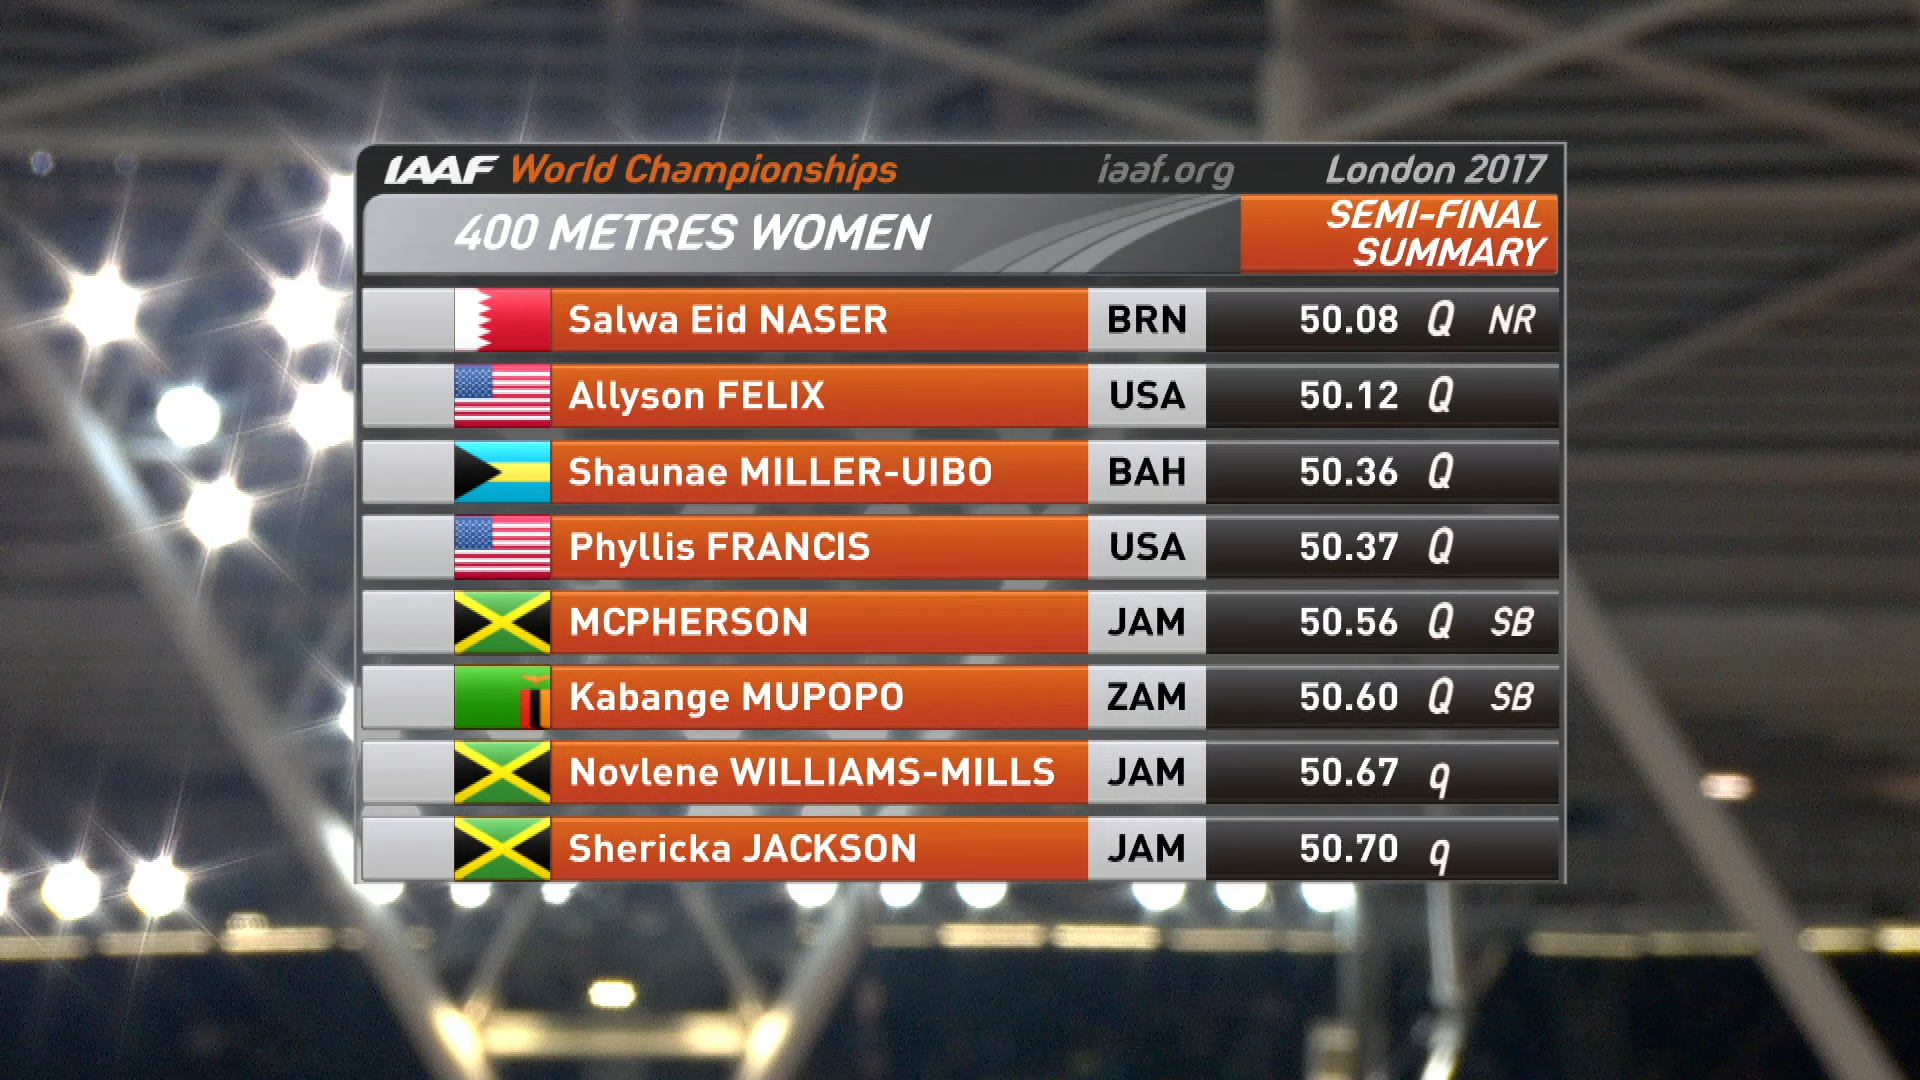 IAAF World Championships iaaf.org London 2017
400 METRES WOMEN SEMI-FINAL SUMMARY
Salwa Eid NASER BRN 50.08 Q NR
Allyson FELIX USA 50.12 Q
Shaunae MILLER-UIBO BAH 50.36 Q
Phyllis FRANCIS USA 50.37 Q
MCPHERSON JAM 50.56 Q SB
Kabange MUPOPO ZAM 50.60 Q SB
Novlene WILLIAMS-MILLS JAM 50.67 q
Shericka JACKSON JAM 50.70 q